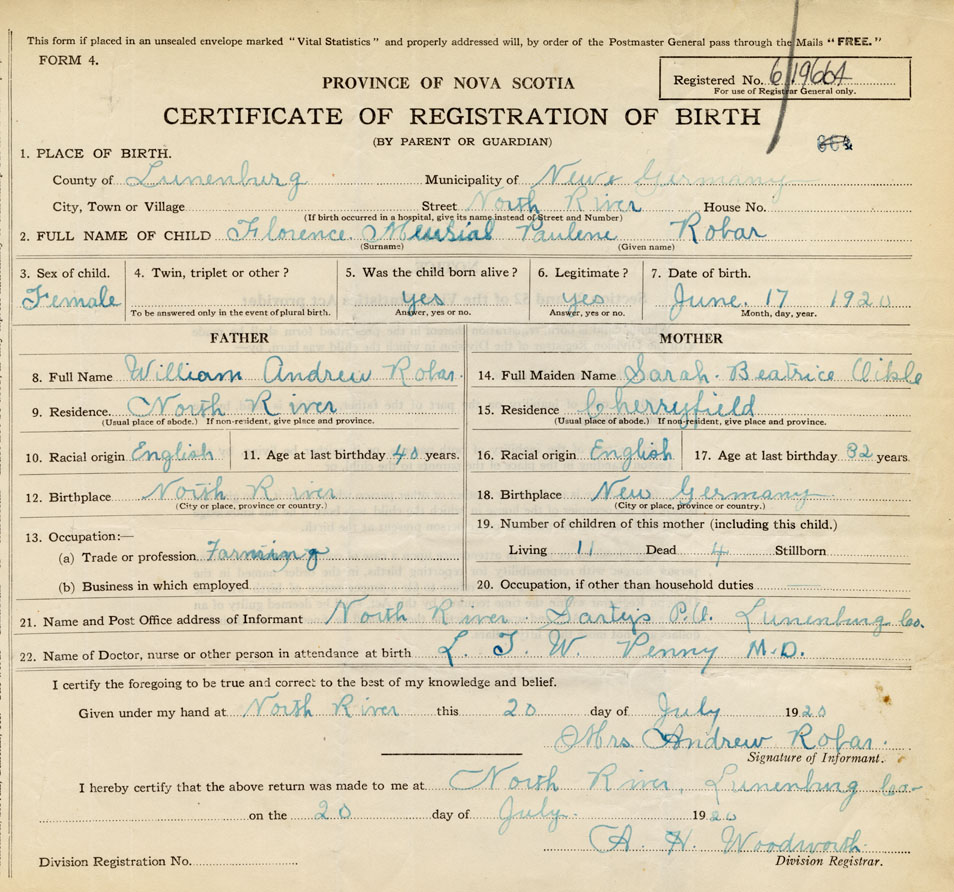 This form if placed in an unsealed envelope marked "Vital Statistics" and properly addressed will, by order of the Postmaster General pass through the Mails "FREE."
FORM 4.
Registered No. 6/19664
For use of Registrar General only.
PROVINCE OF NOVA SCOTIA
CERTIFICATE OF REGISTRATION OF BIRTH
(BY PARENT OR GUARDIAN)
1. PLACE OF BIRTH.
County of Lunenburg Municipality of New Germany
City, Town or Village Street North River House No.
(If birth occurred in a hospital, give its name instead of Street and Number)
2. FULL NAME OF CHILD Florence Paulene Robar
(Surname) (Given name)
3. Sex of child. 4. Twin, triplet or other? 5. Was the child born alive? 6. Legitimate? 7. Date of birth.
Female yes yes June. 17 1920
To be answered only in the event of plural birth. Answer, yes or no. Answer, yes or no. Month, day, year.
FATHER MOTHER
8. Full Name William Andrew Robar. 14. Full Maiden Name Sarah. Beatrice
9. Residence. North River 15. Residence Cherryfield
(Usual place of abode.) If non-resident, give place and province. (Usual place of abode.) If non-resident, give place and province.
10. Racial origin English 11. Age at last birthday 40 years. 16. Racial origin English 17. Age at last birthday 32 years.
12. Birthplace North River 18. Birthplace New Germany
(City or place, province or country.) (City or place, province or country.)
13. Occupation:— 19. Number of children of this mother (including this child.)
(a) Trade or profession Farming Living 11 Dead 4 Stillborn
(b) Business in which employed 20. Occupation, if other than household duties
21. Name and Post Office address of Informant North River. P.O. Lunenburg Co.
22. Name of Doctor, nurse or other person in attendance at birth L. T. W. Penny M.D.
I certify the foregoing to be true and correct to the best of my knowledge and belief.
Given under my hand at North River this 20 day of July 1920
Mrs Andrew Robar.
Signature of Informant.
I hereby certify that the above return was made to me at North River, Lunenburg Co-
on the 20 day of July. 1920
A. H. Woodworth
Division Registration No. Division Registrar.